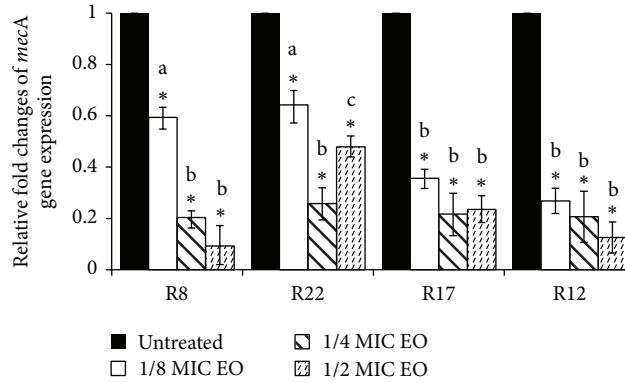 Relative fold changes of mecA
gene expression
1
0.8
0.6
0.4
0.2
0
a
*
b
*
b
*
a
*
b
*
c
*
b
*
b
*
b
*
b
*
b
*
b
*
R8
R22
R17
R12
Untreated
1/8 MIC EO
1/4 MIC EO
1/2 MIC EO